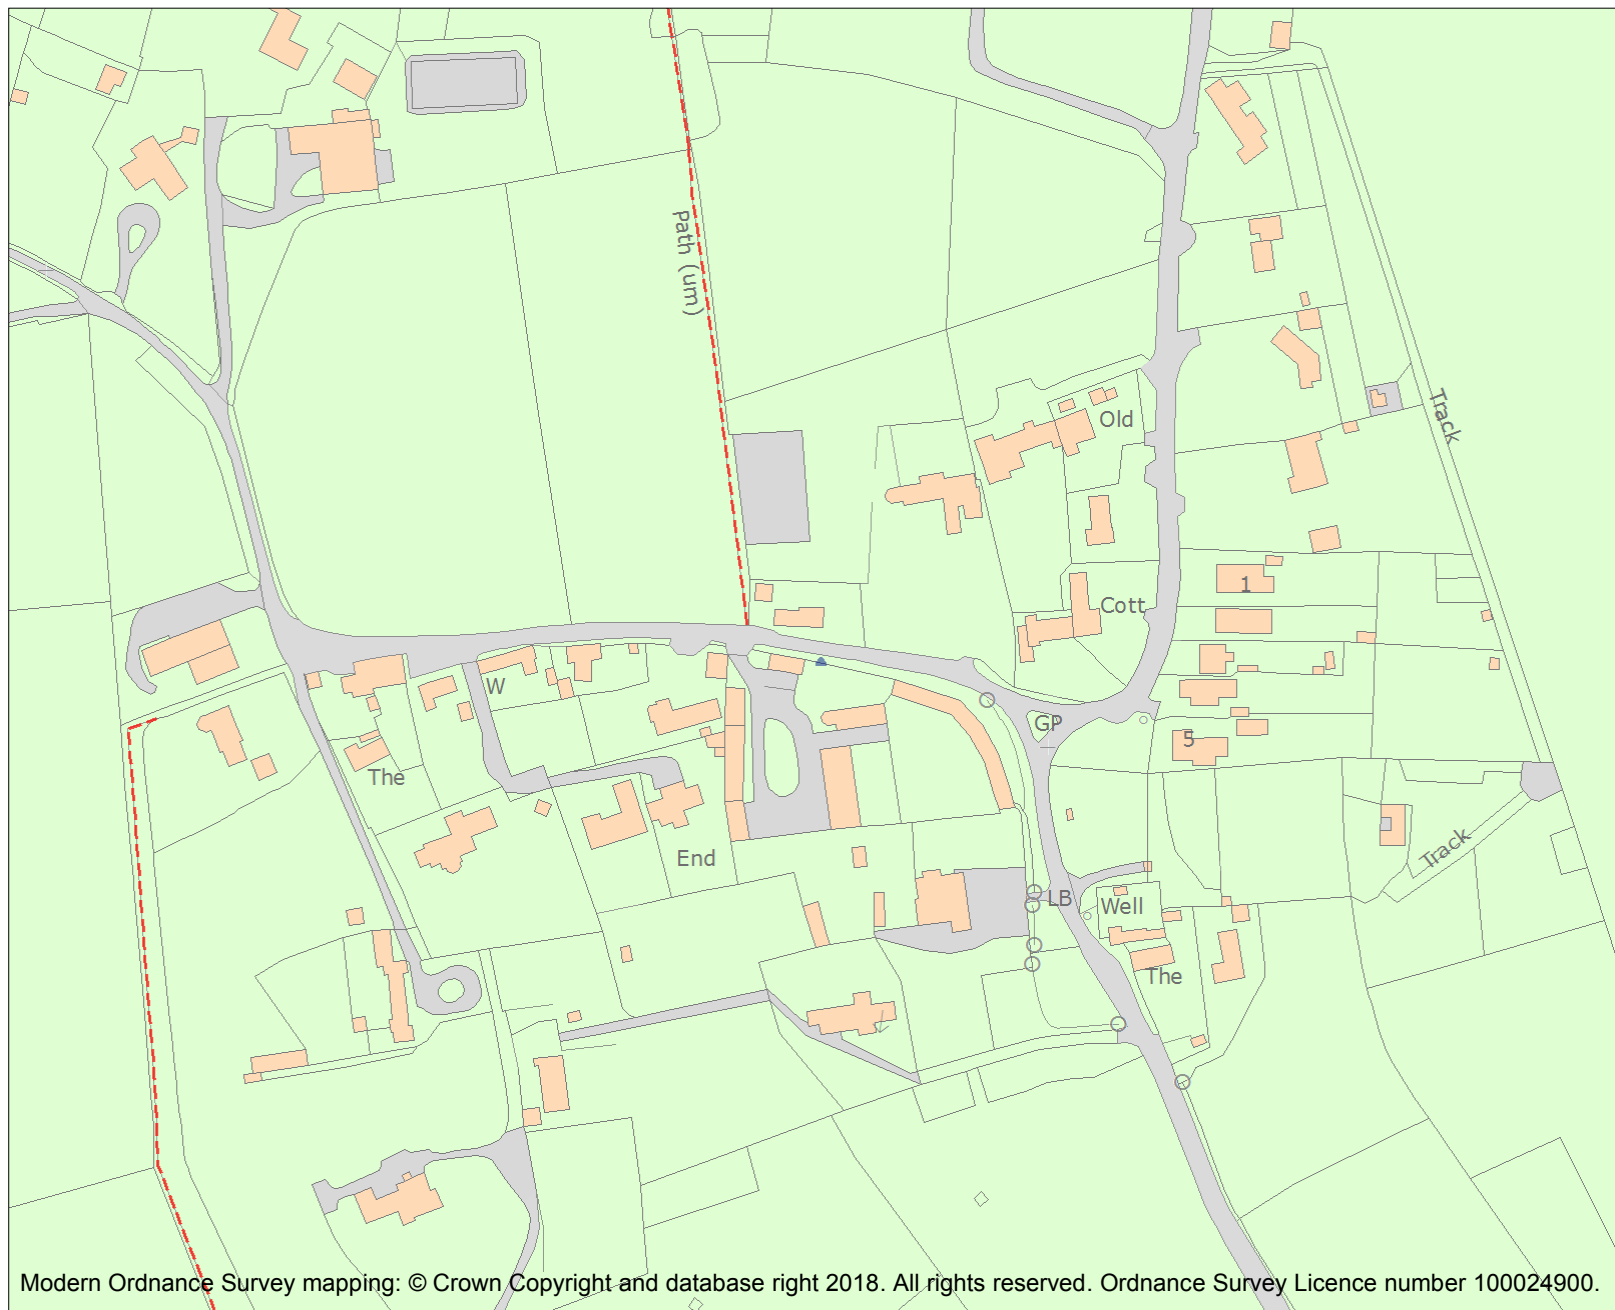 Path (um)
Track
Old
1
Cott
W
GP
5
The
Track
End
LB
Well
The
Modern Ordnance Survey mapping: © Crown Copyright and database right 2018. All rights reserved. Ordnance Survey Licence number 100024900.